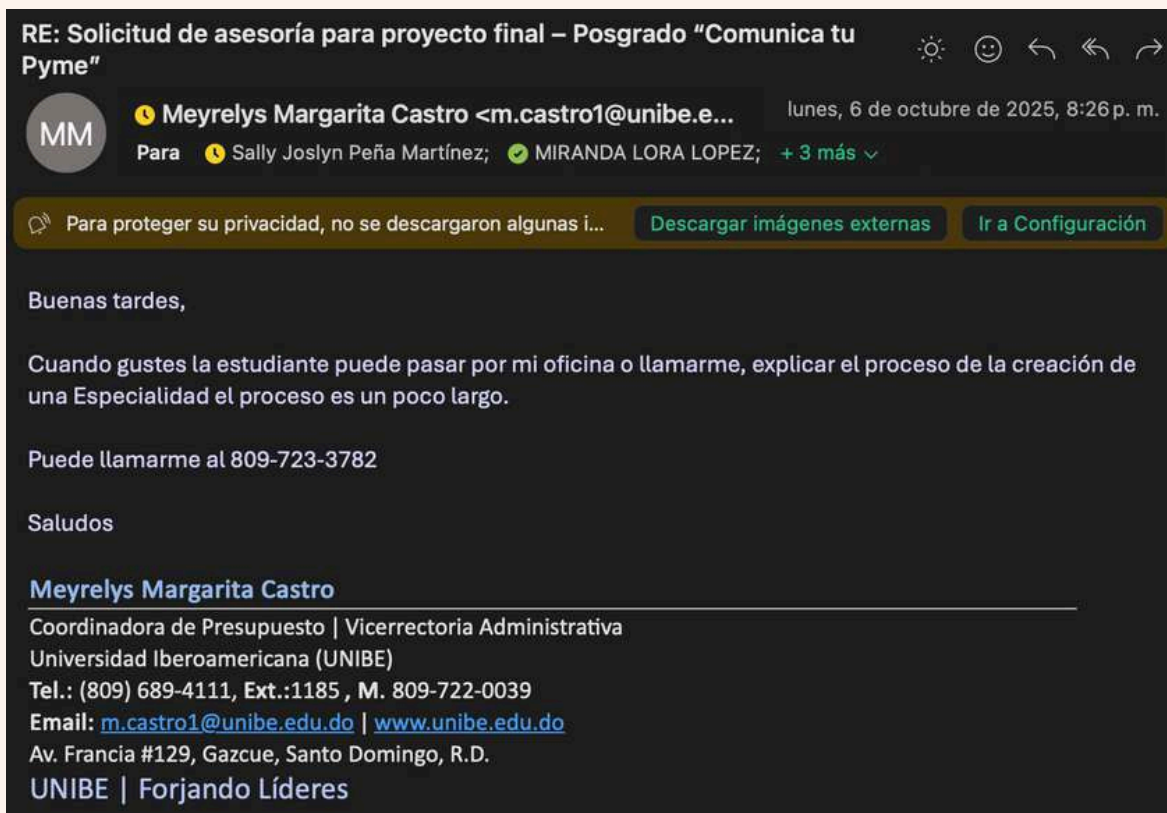 RE: Solicitud de asesoría para proyecto final – Posgrado “Comunica tu
Pyme”
MM
Meyrelys Margarita Castro <m.castro1@unibe.e...
lunes, 6 de octubre de 2025, 8:26 p. m.
Para Sally Joslyn Peña Martínez; MIRANDA LORA LOPEZ; + 3 más
Para proteger su privacidad, no se descargaron algunas i...
Descargar imágenes externas
Ir a Configuración
Buenas tardes,
Cuando gustes la estudiante puede pasar por mi oficina o llamarme, explicar el proceso de la creación de
una Especialidad el proceso es un poco largo.
Puede llamarme al 809-723-3782
Saludos
Meyrelys Margarita Castro
Coordinadora de Presupuesto | Vicerrectoria Administrativa
Universidad Iberoamericana (UNIBE)
Tel.: (809) 689-4111, Ext.:1185 , M. 809-722-0039
Email: m.castro1@unibe.edu.do | www.unibe.edu.do
Av. Francia #129, Gazcue, Santo Domingo, R.D.
UNIBE | Forjando Líderes